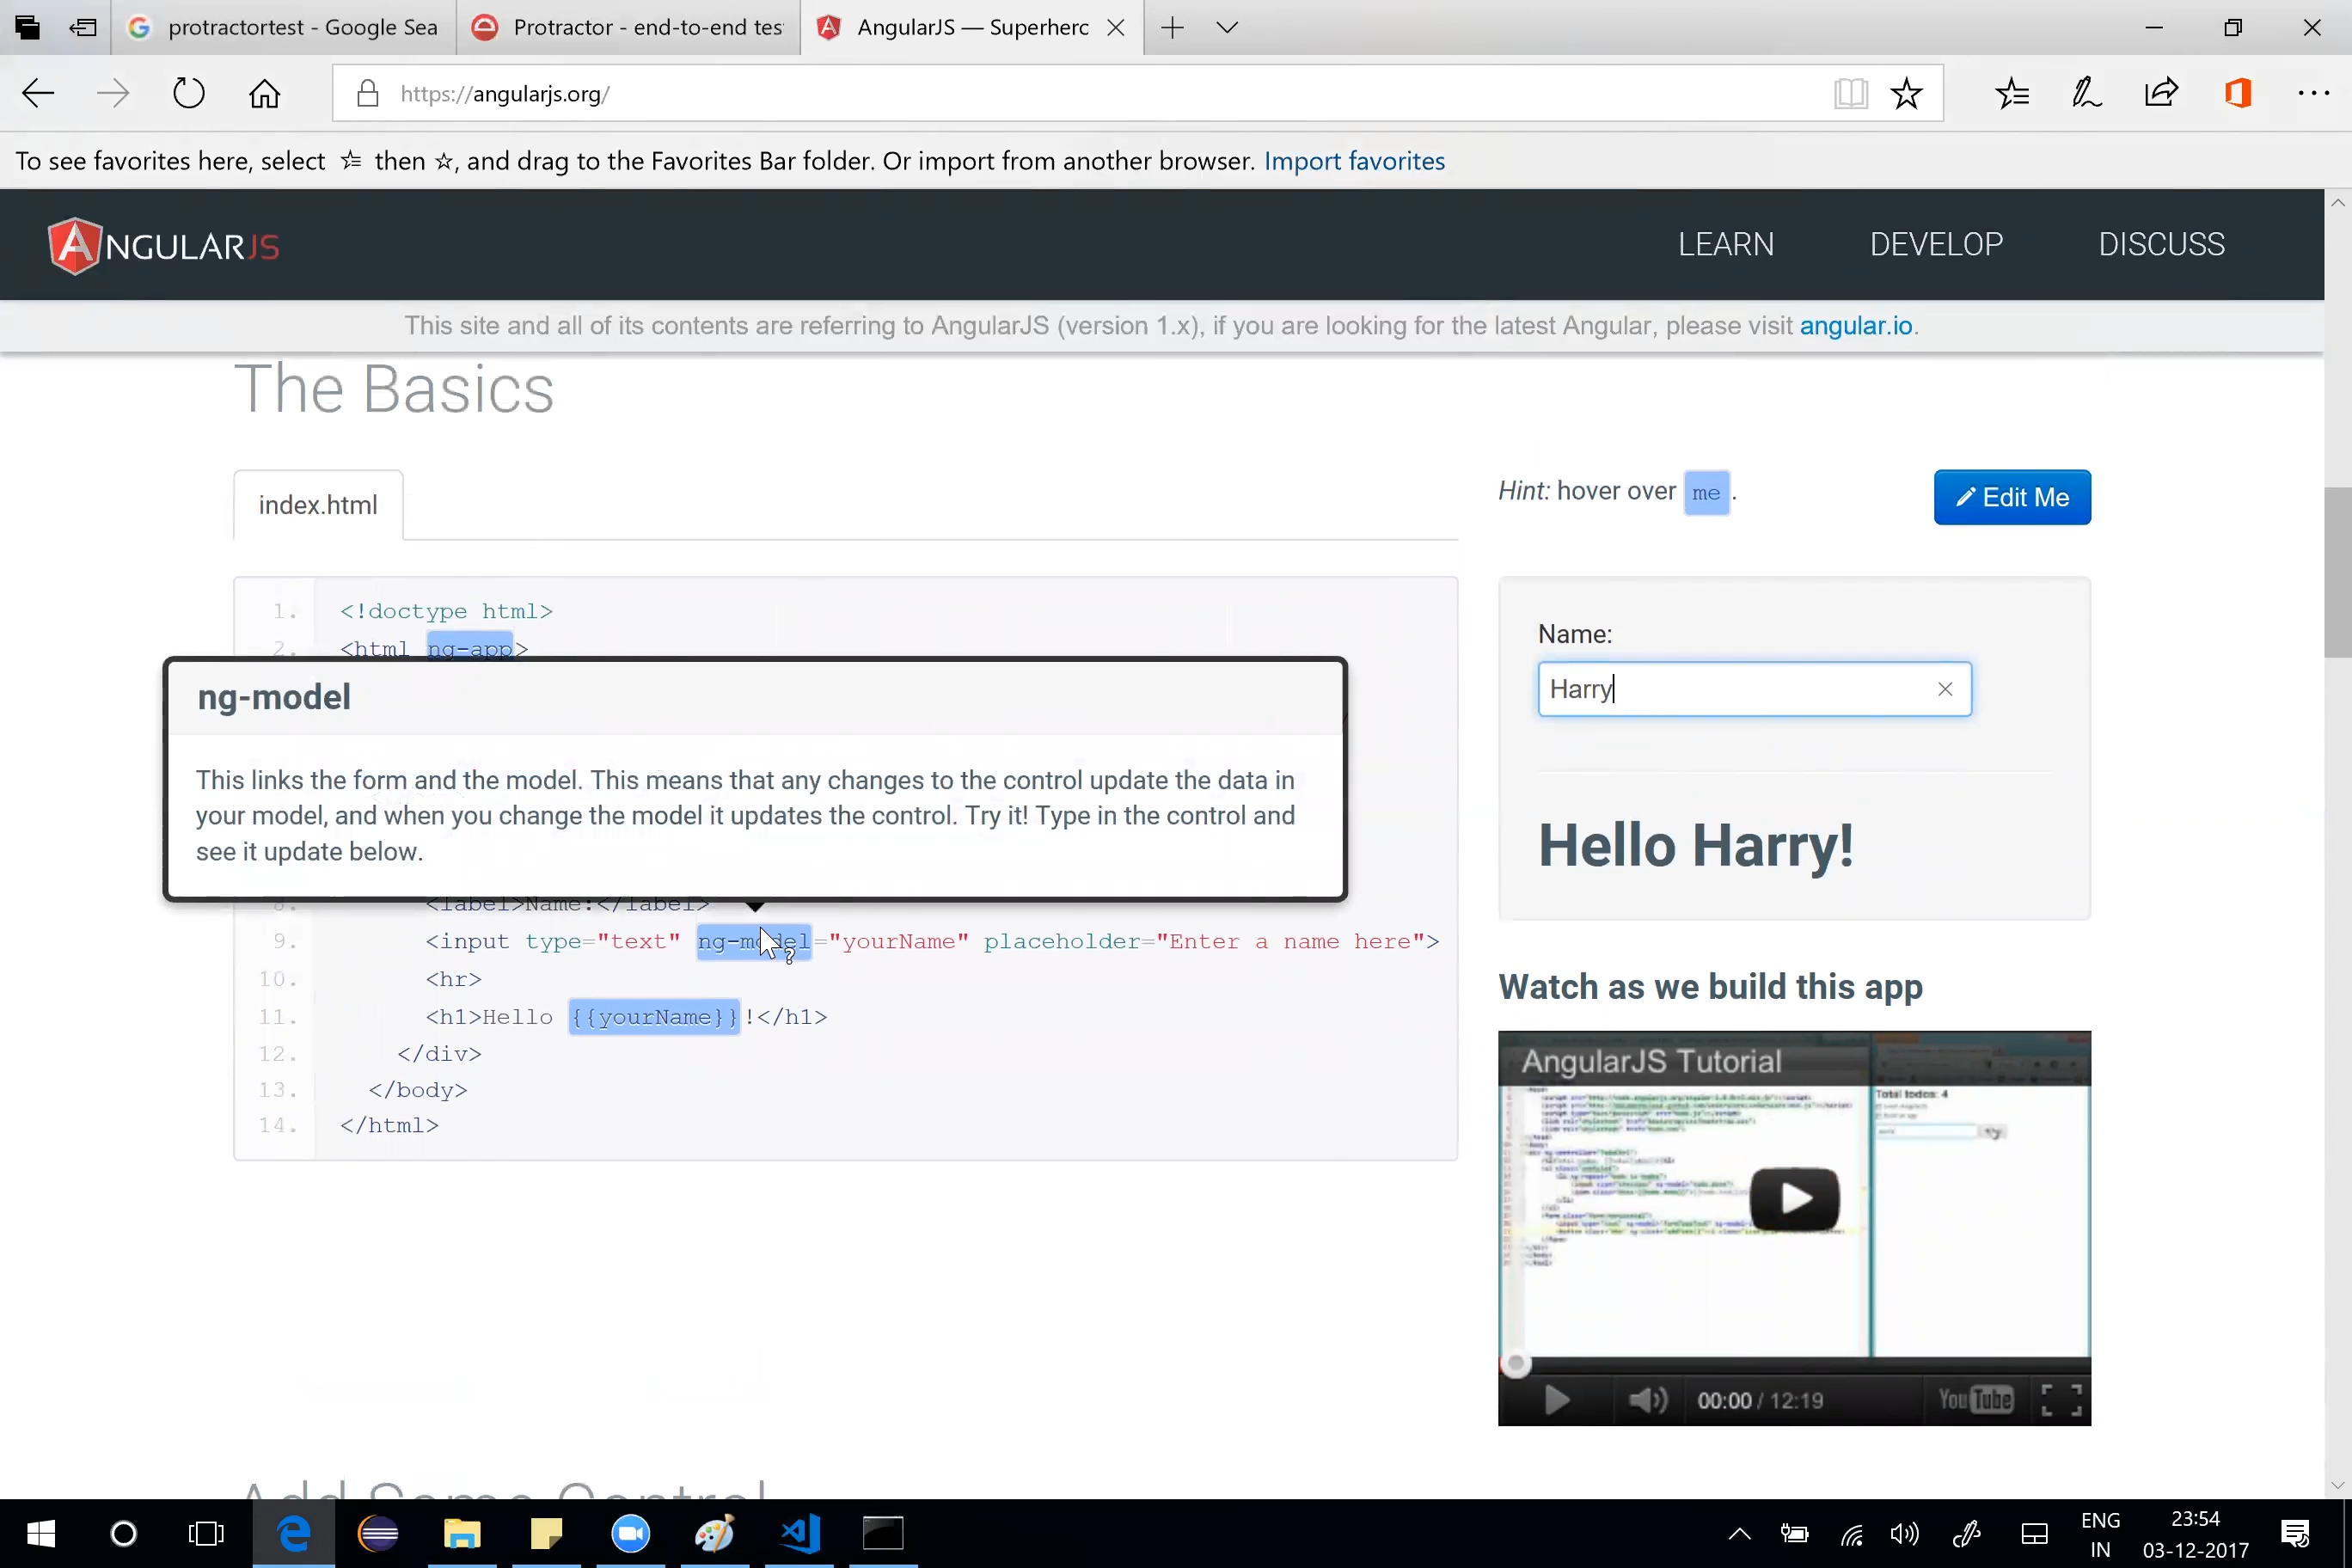 protractortest - Google Sea
Protractor - end-to-end tes
AngularJS — Superherc
https://angularjs.org/
To see favorites here, select then ☆, and drag to the Favorites Bar folder. Or import from another browser. Import favorites
NGULARJS
LEARN DEVELOP DISCUSS
This site and all of its contents are referring to AngularJS (version 1.x), if you are looking for the latest Angular, please visit angular.io.
The Basics
index.html
Hint: hover over me .
Edit Me
1. <!doctype html>
2. <html ng-app>
ng-model
This links the form and the model. This means that any changes to the control update the data in
your model, and when you change the model it updates the control. Try it! Type in the control and
see it update below.
8. <label>Name:</label>
9. <input type="text" ng-model="yourName" placeholder="Enter a name here">
10. <hr>
11. <h1>Hello {{yourName}}!</h1>
12. </div>
13. </body>
14. </html>
Name:
Harry
Hello Harry!
Watch as we build this app
AngularJS Tutorial
Total todos: 4
00:00 / 12:19
YouTube
Add Some Control
ENG
IN
23:54
03-12-2017